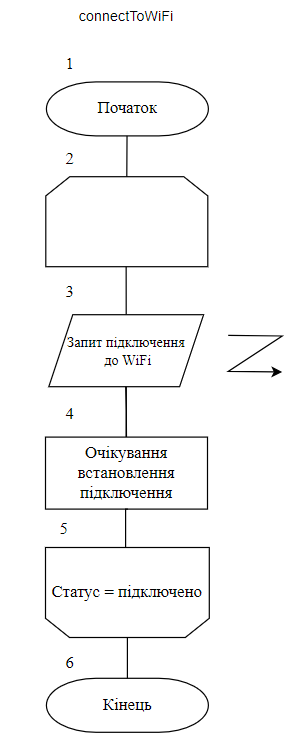 connectToWiFi
1
Початок
2
3
Запит підключення
до WiFi
4
Очікування
встановлення
підключення
5
Статус = підключено
6
Кінець